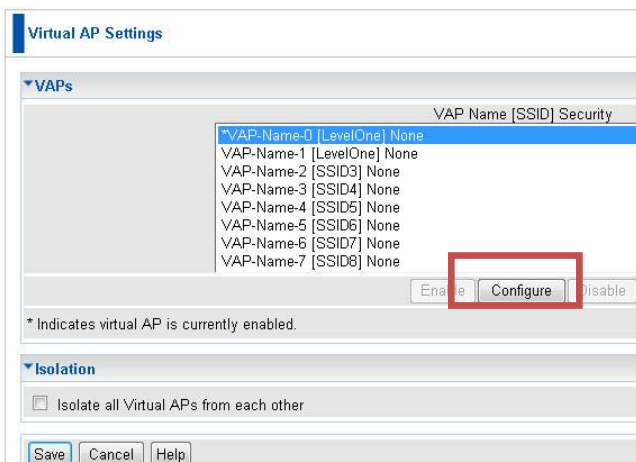 Virtual AP Settings
VAPs
VAP Name [SSID] Security
*VAP-Name-0 [LevelOne] None
VAP-Name-1 [LevelOne] None
VAP-Name-2 [SSID3] None
VAP-Name-3 [SSID4] None
VAP-Name-4 [SSID5] None
VAP-Name-5 [SSID6] None
VAP-Name-6 [SSID7] None
VAP-Name-7 [SSID8] None
Enable Configure Disable
* Indicates virtual AP is currently enabled.
Isolation
Isolate all Virtual APs from each other
Save Cancel Help